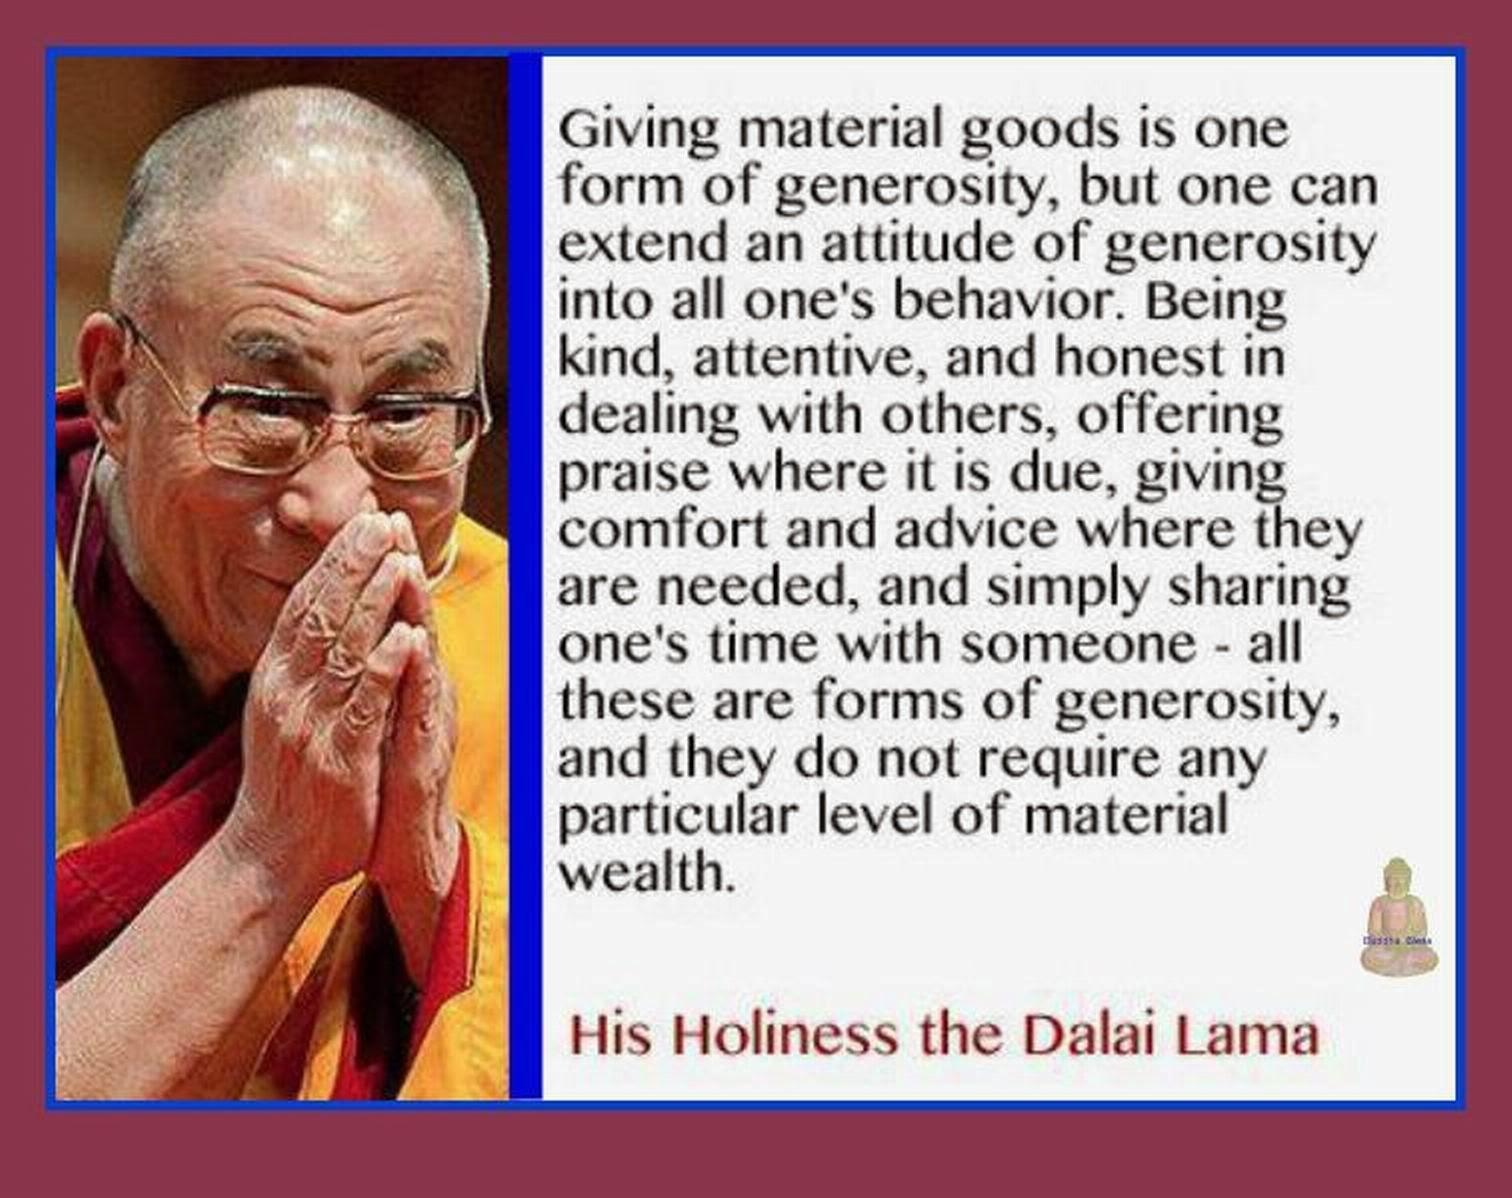 Giving material goods is one
form of generosity, but one can
extend an attitude of generosity
into all one's behavior. Being
kind, attentive, and honest in
dealing with others, offering
praise where it is due, giving
comfort and advice where they
are needed, and simply sharing
one's time with someone - all
these are forms of generosity,
and they do not require any
particular level of material
wealth.
His Holiness the Dalai Lama